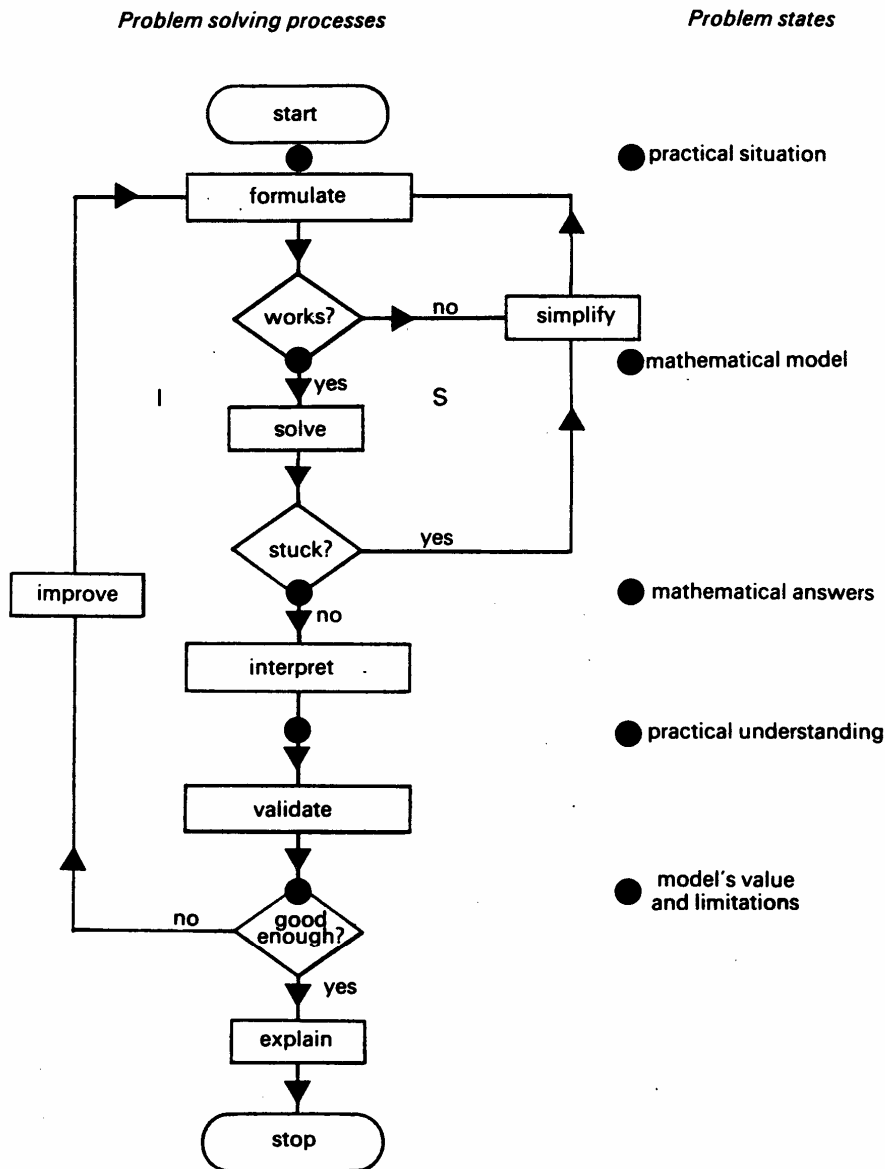 Problem solving processes
Problem states
start
practical situation
formulate
works?
no
simplify
mathematical model
yes
I
S
solve
stuck?
yes
improve
mathematical answers
no
interpret
practical understanding
validate
model's value
and limitations
no
good
enough?
yes
explain
stop